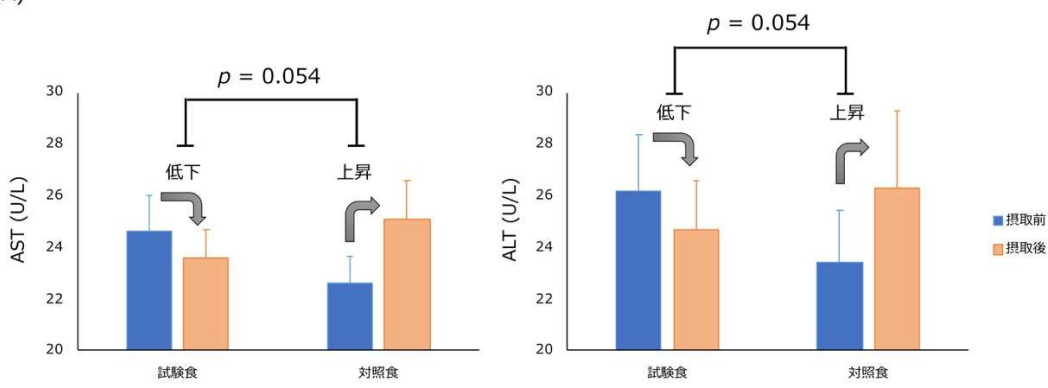 p = 0.054
30
28
26
24
22
20
AST (U/L)
低下
上昇
試験食
対照食
p = 0.054
30
28
26
24
22
20
ALT (U/L)
低下
上昇
試験食
対照食
摂取前
摂取後